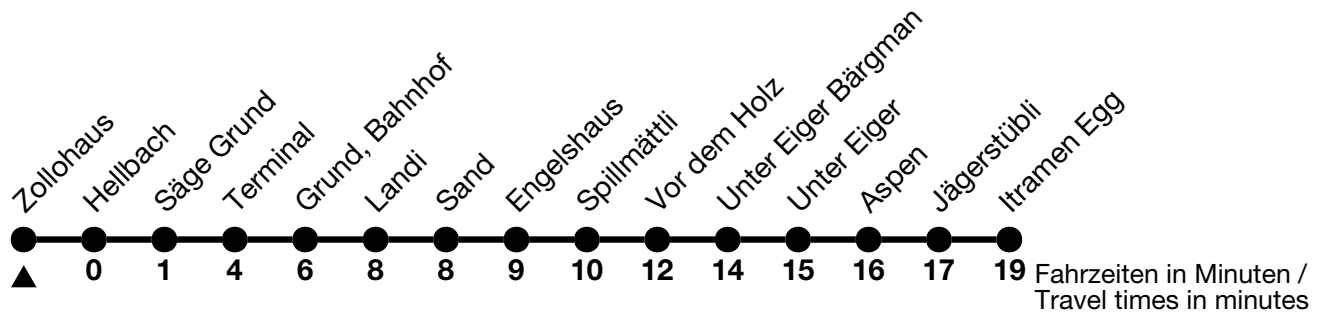 Zollohaus
Hellbach
Säge Grund
Terminal
Grund, Bahnhof
Landi
Sand
Engelshaus
Spillmättli
Vor dem Holz
Unter Eiger Bärgman
Unter Eiger
Aspen
Jägerstübli
Itramen Egg
0 1 4 6 8 8 9 10 12 14 15 16 17 19
Fahrzeiten in Minuten /
Travel times in minutes